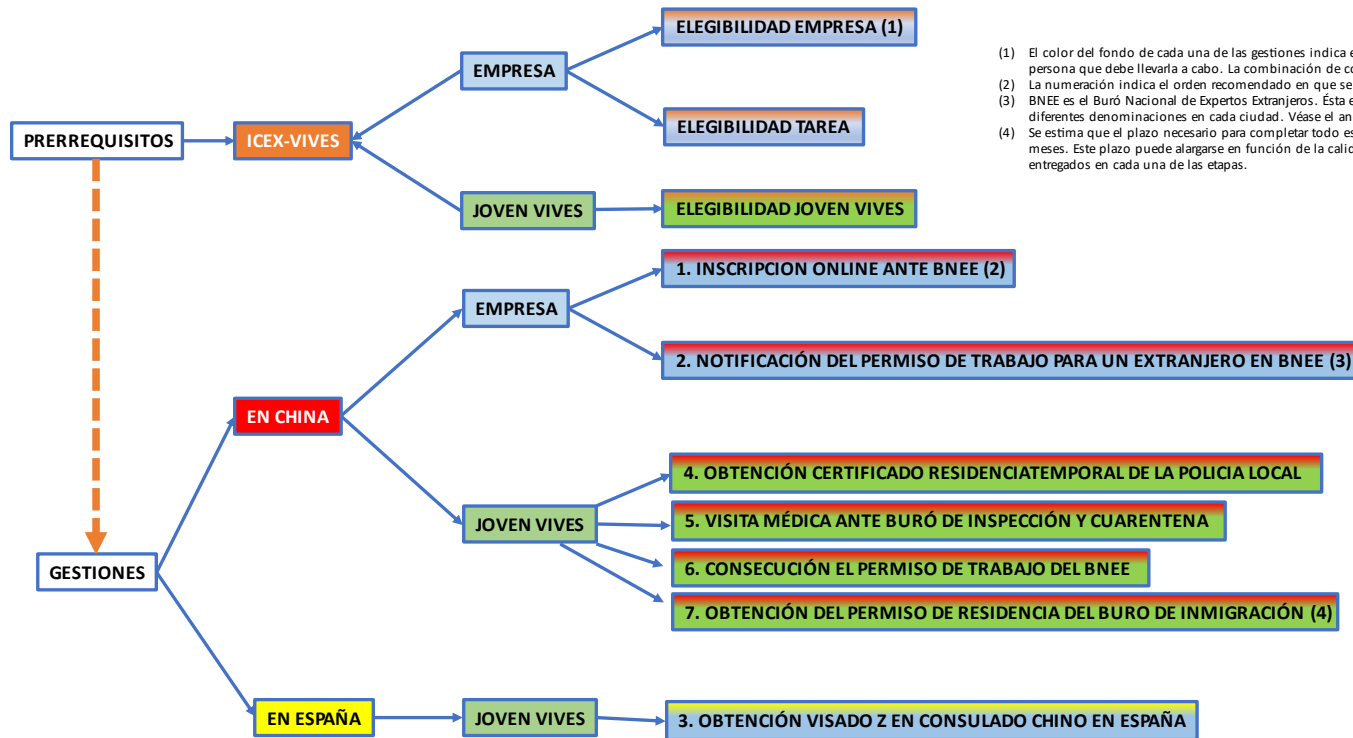 ELEGIBILIDAD EMPRESA (1)
EMPRESA
ELEGIBILIDAD TAREA
PRERREQUISITOS
ICEX-VIVES
JOVEN VIVES
ELEGIBILIDAD JOVEN VIVES
(1) El color del fondo de cada una de las gestiones indica
persona que debe llevarla a cabo. La combinación de
(2) La numeración indica el orden recomendado en que se
(3) BNEE es el Buró Nacional de Expertos Extranjeros. Ésta
diferentes denominaciones en cada ciudad. Véase el
(4) Se estima que el plazo necesario para completar todo
meses. Este plazo puede alargarse en función de la
entregados en cada una de las etapas.
1. INSCRIPCION ONLINE ANTE BNEE (2)
EMPRESA
2. NOTIFICACIÓN DEL PERMISO DE TRABAJO PARA UN EXTRANJERO EN BNEE (3)
EN CHINA
4. OBTENCIÓN CERTIFICADO RESIDENCIATEMPORAL DE LA POLICIA LOCAL
JOVEN VIVES
5. VISITA MÉDICA ANTE BURÓ DE INSPECCIÓN Y CUARENTENA
6. CONSECUCIÓN EL PERMISO DE TRABAJO DEL BNEE
7. OBTENCIÓN DEL PERMISO DE RESIDENCIA DEL BURO DE INMIGRACIÓN (4)
GESTIONES
EN ESPAÑA
JOVEN VIVES
3. OBTENCIÓN VISADO Z EN CONSULADO CHINO EN ESPAÑA